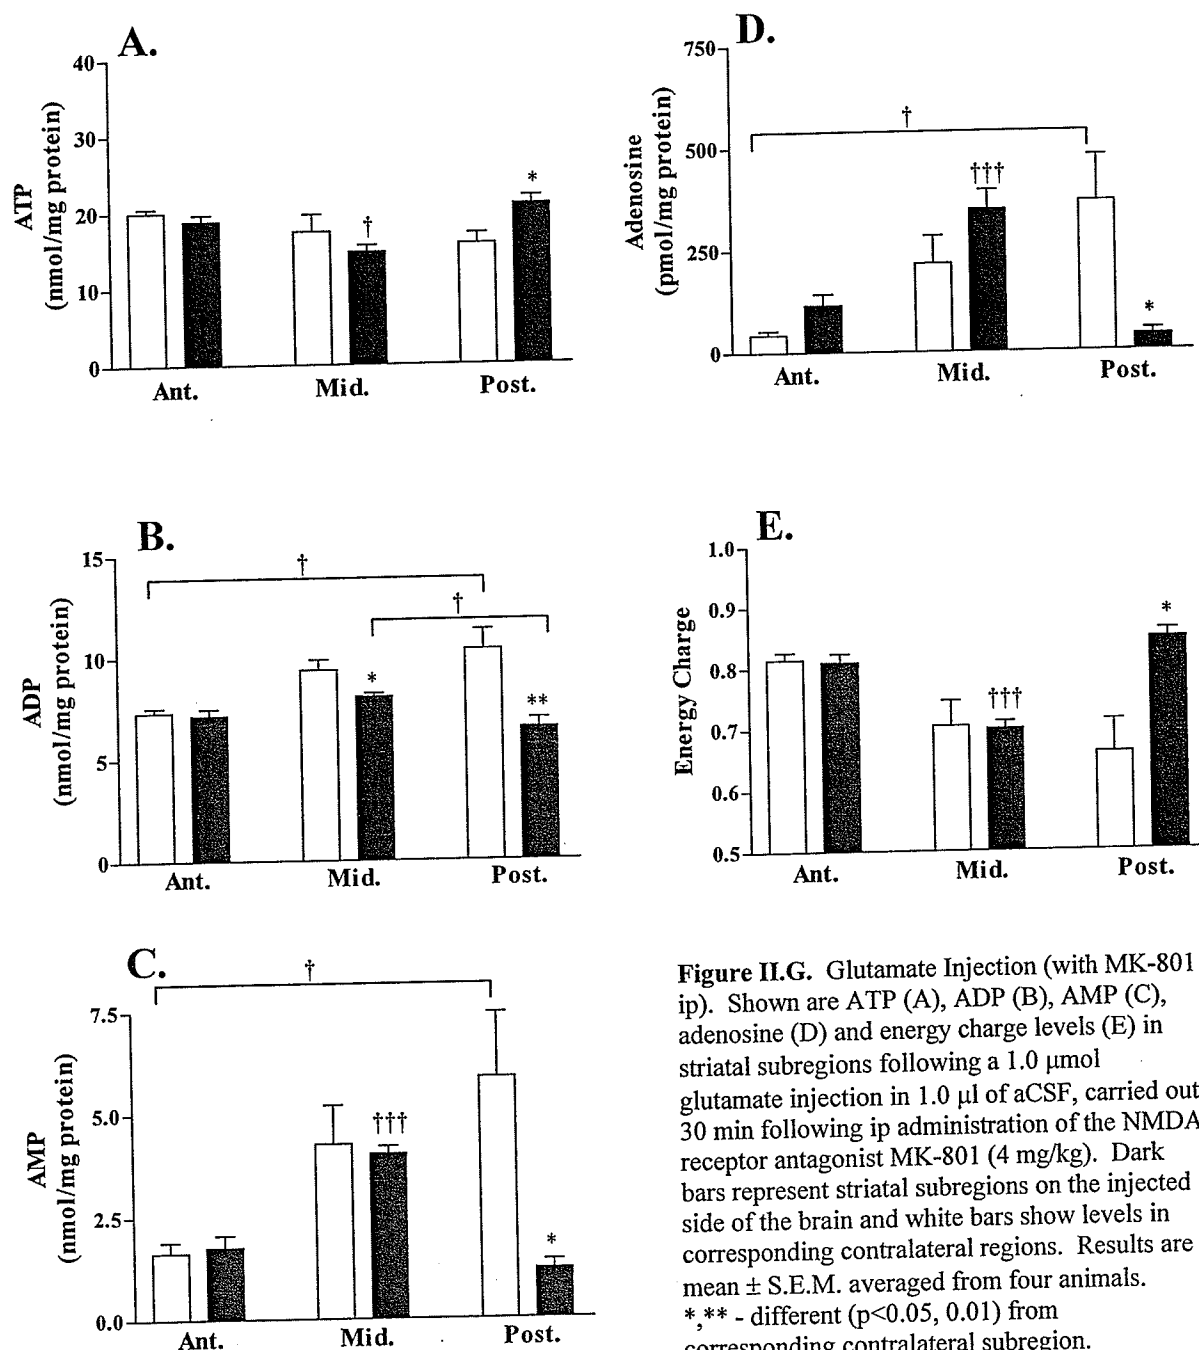 A.
40
30
20
10
0
ATP
(nmol/mg protein)
†
*
Ant. Mid. Post.
D.
750
500
250
0
Adenosine
(pmol/mg protein)
†
†††
*
Ant. Mid. Post.
B.
15
10
5
0
ADP
(nmol/mg protein)
†
†
*
**
Ant. Mid. Post.
E.
1.0
0.9
0.8
0.7
0.6
0.5
Energy Charge
*
†††
Ant. Mid. Post.
C.
7.5
5.0
2.5
0.0
AMP
(nmol/mg protein)
†
†††
*
Ant. Mid. Post.
Figure II.G. Glutamate Injection (with MK-801
ip). Shown are ATP (A), ADP (B), AMP (C),
adenosine (D) and energy charge levels (E) in
striatal subregions following a 1.0 μmol
glutamate injection in 1.0 μl of aCSF, carried out
30 min following ip administration of the NMDA
receptor antagonist MK-801 (4 mg/kg). Dark
bars represent striatal subregions on the injected
side of the brain and white bars show levels in
corresponding contralateral regions. Results are
mean ± S.E.M. averaged from four animals.
*,** - different (p<0.05, 0.01) from
corresponding contralateral subregion.